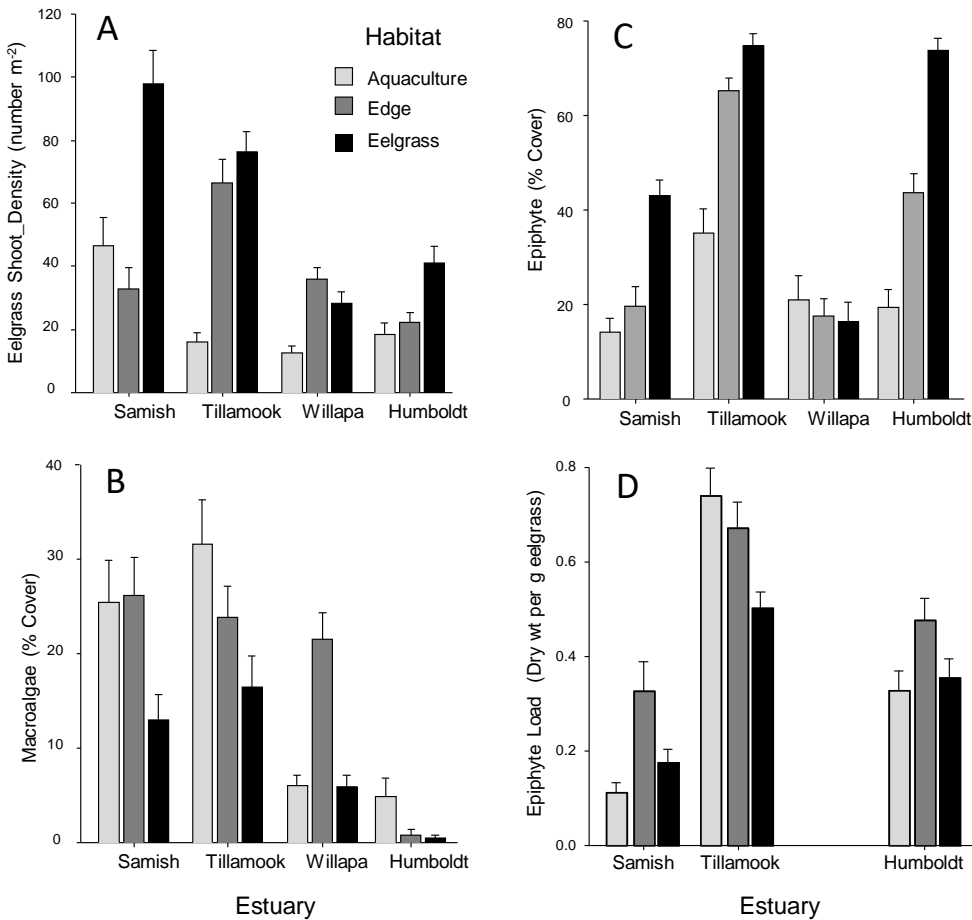 A
Eelgrass Shoot_Density (number m-2)
120
100
80
60
40
20
0
Habitat
Aquaculture
Edge
Eelgrass
Samish Tillamook Willapa Humboldt
C
Epiphyte (% Cover)
80
60
40
20
0
Samish Tillamook Willapa Humboldt
B
Macroalgae (% Cover)
40
30
20
10
0
Samish Tillamook Willapa Humboldt
Estuary
D
Epiphyte Load (Dry wt per g eelgrass)
0.8
0.6
0.4
0.2
0.0
Samish Tillamook Humboldt
Estuary